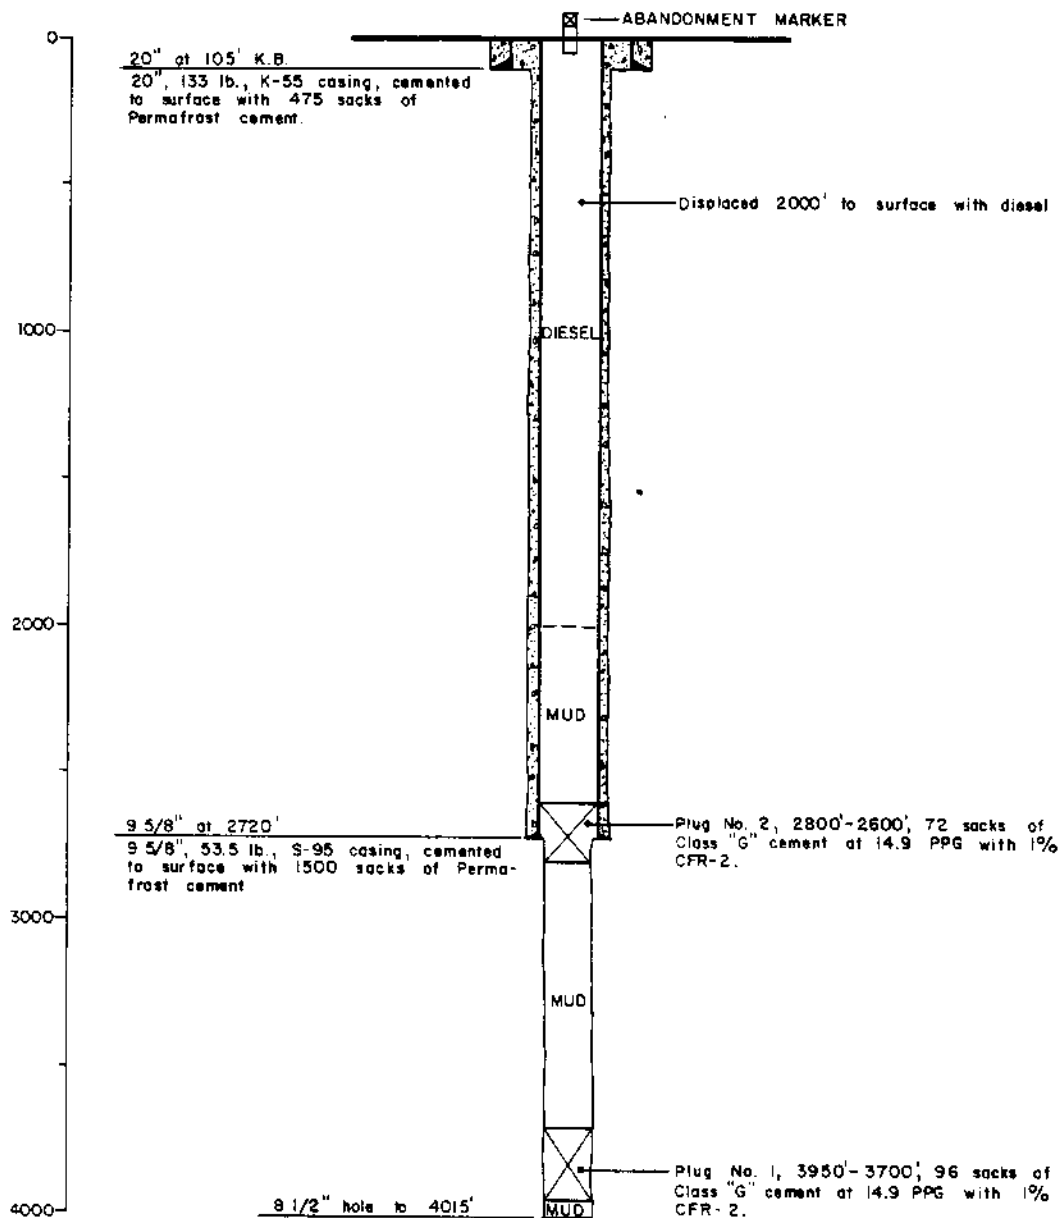 ABANDONMENT MARKER
0
20" at 105' K.B.
20", 133 lb., K-55 casing, cemented
to surface with 475 sacks of
Permafrost cement.
Displaced 2000' to surface with diesel
1000
DIESEL
2000
MUD
9 5/8" at 2720'
9 5/8", 53.5 lb., S-95 casing, cemented
to surface with 1500 sacks of Perma-
frost cement
Plug No. 2, 2800'-2600', 72 sacks of
Class "G" cement at 14.9 PPG with 1%
CFR-2.
3000
MUD
Plug No. 1, 3950'-3700', 96 sacks of
Class "G" cement at 14.9 PPG with 1%
CFR-2.
8 1/2" hole to 4015'
4000
MUD